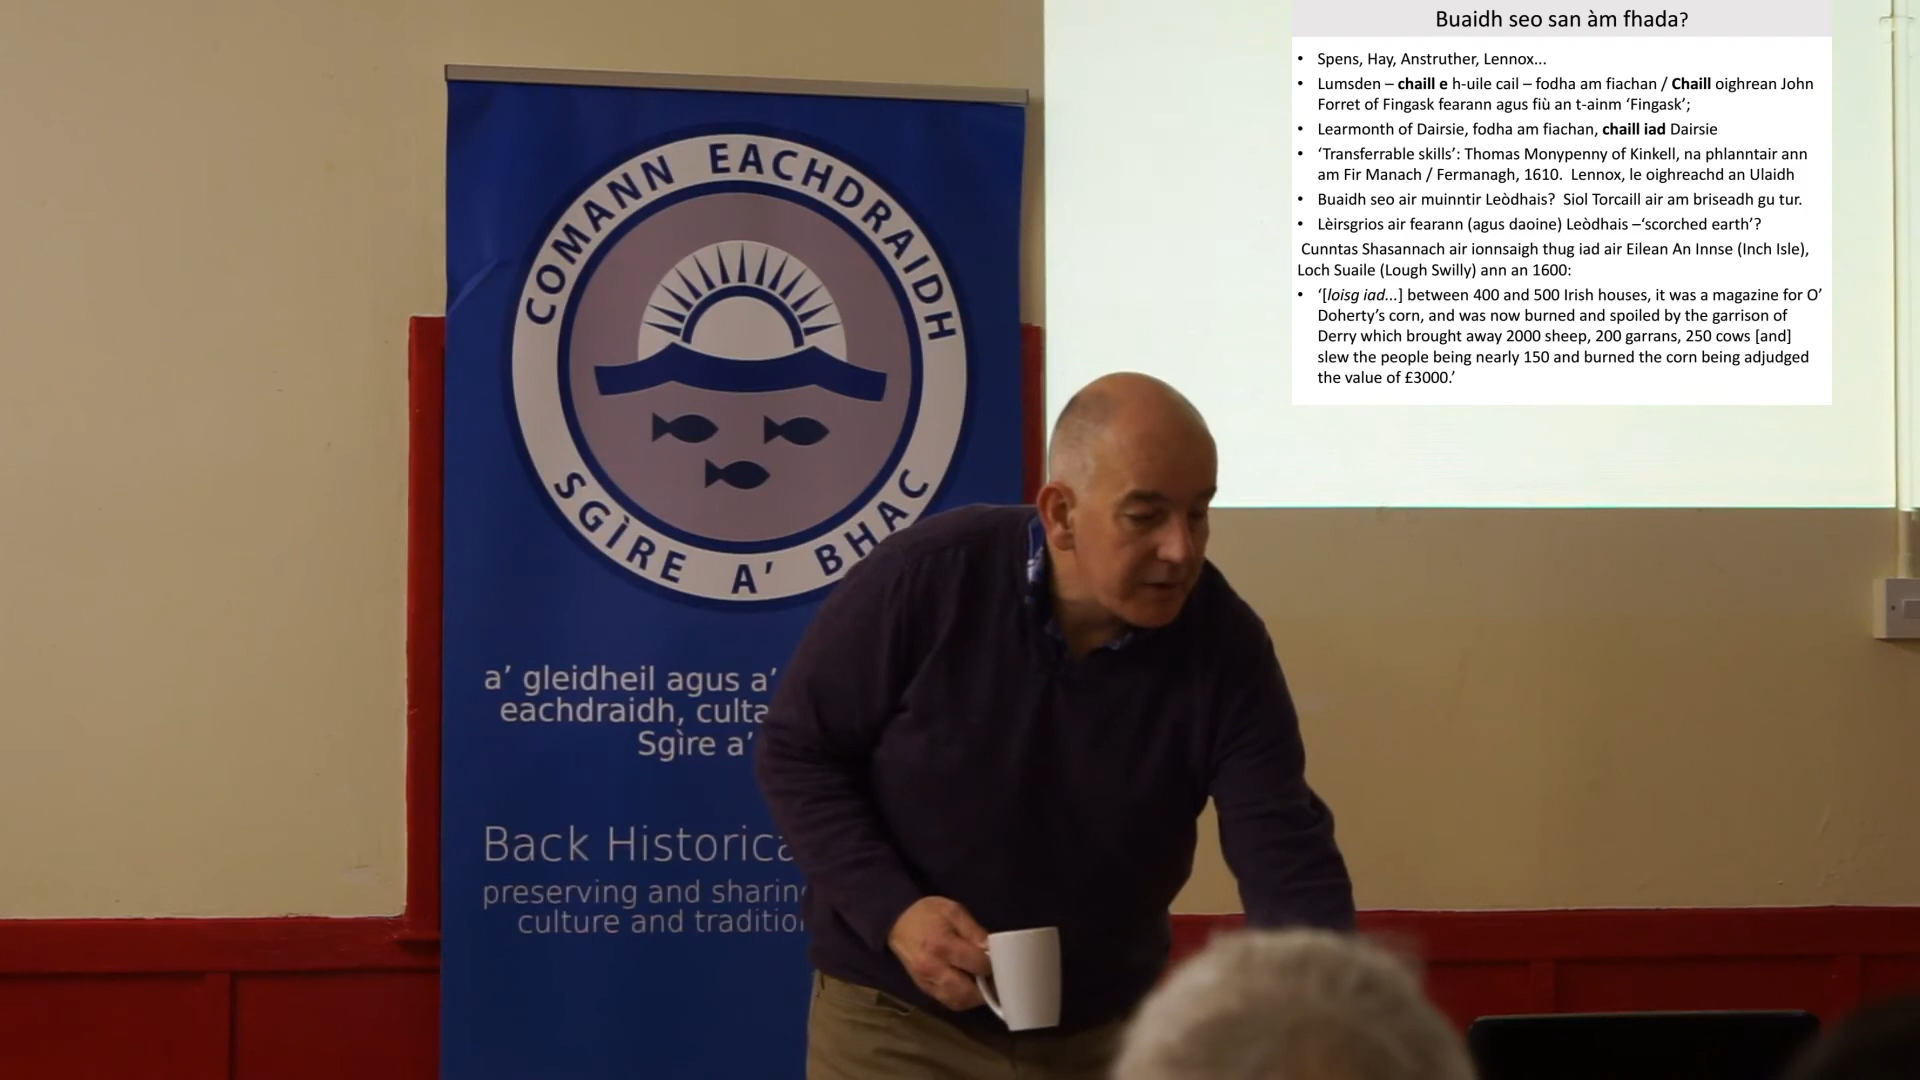 COMANN EACHDRAIDH
SGÌRE A' BHAC
a' gleidheil agus a'
eachdraidh,
Sgìre a'
Back
preserving and
culture and
Buaidh seo san àm fhada?
• Spens, Hay, Anstruther, Lennox...
• Lumsden – chaill e h-uile cail – fodha am fiachan / Chaill oighrean John
Forret of Fingask fearann agus fiù an t-ainm ‘Fingask’;
• Learmonth of Dairsie, fodha am fiachan, chaill iad Dairsie
• ‘Transferrable skills’: Thomas Monypenny of Kinkell, na phlanntair ann
am Fir Manach / Fermanagh, 1610. Lennox, le oighreachd an Ulaidh
• Buaidh seo air muinntir Leòdhais? Siol Torcaill air am briseadh gu tur.
• Lèirsgrios air fearann (agus daoine) Leòdhais –‘scorched earth’?
Cunntas Shasannach air ionnsaigh thug iad air Eilean An Innse (Inch Isle),
Loch Suaile (Lough Swilly) ann an 1600:
• ‘[loisg iad...] between 400 and 500 Irish houses, it was a magazine for O’
Doherty’s corn, and was now burned and spoiled by the garrison of
Derry which brought away 2000 sheep, 200 garrans, 250 cows [and]
slew the people being nearly 150 and burned the corn being adjudged
the value of £3000.’